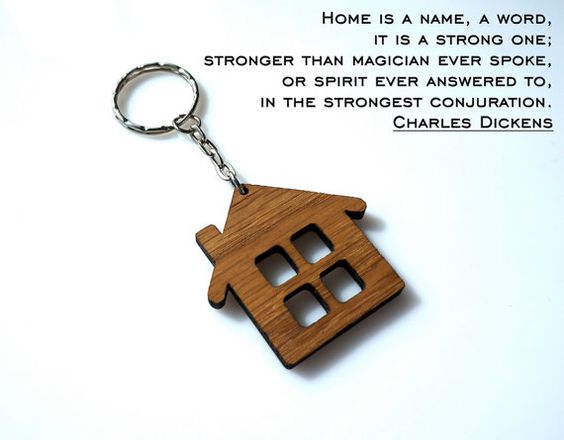 Home is a name, a word,
it is a strong one;
stronger than magician ever spoke,
or spirit ever answered to,
in the strongest conjuration.
Charles Dickens